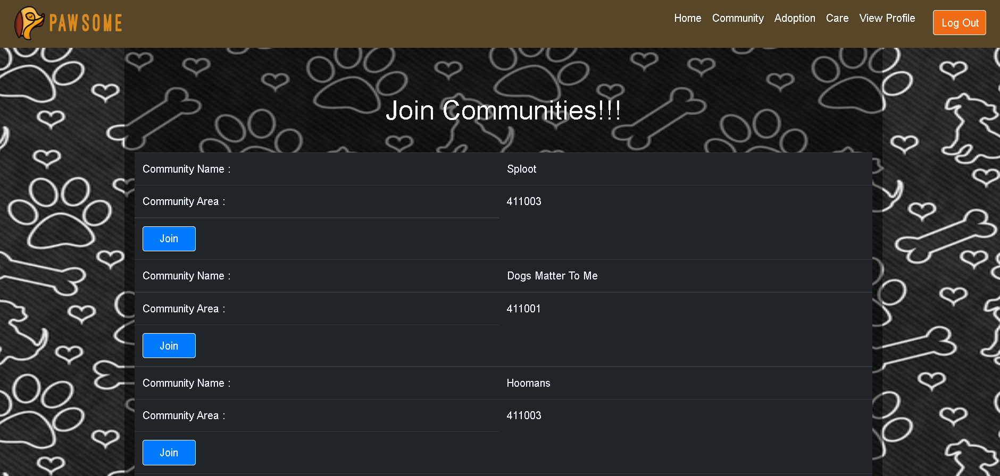 PAWSOME
Home Community Adoption Care View Profile Log Out
Join Communities!!!
Community Name : Sploot
Community Area : 411003
Join
Community Name : Dogs Matter To Me
Community Area : 411001
Join
Community Name : Hoomans
Community Area : 411003
Join